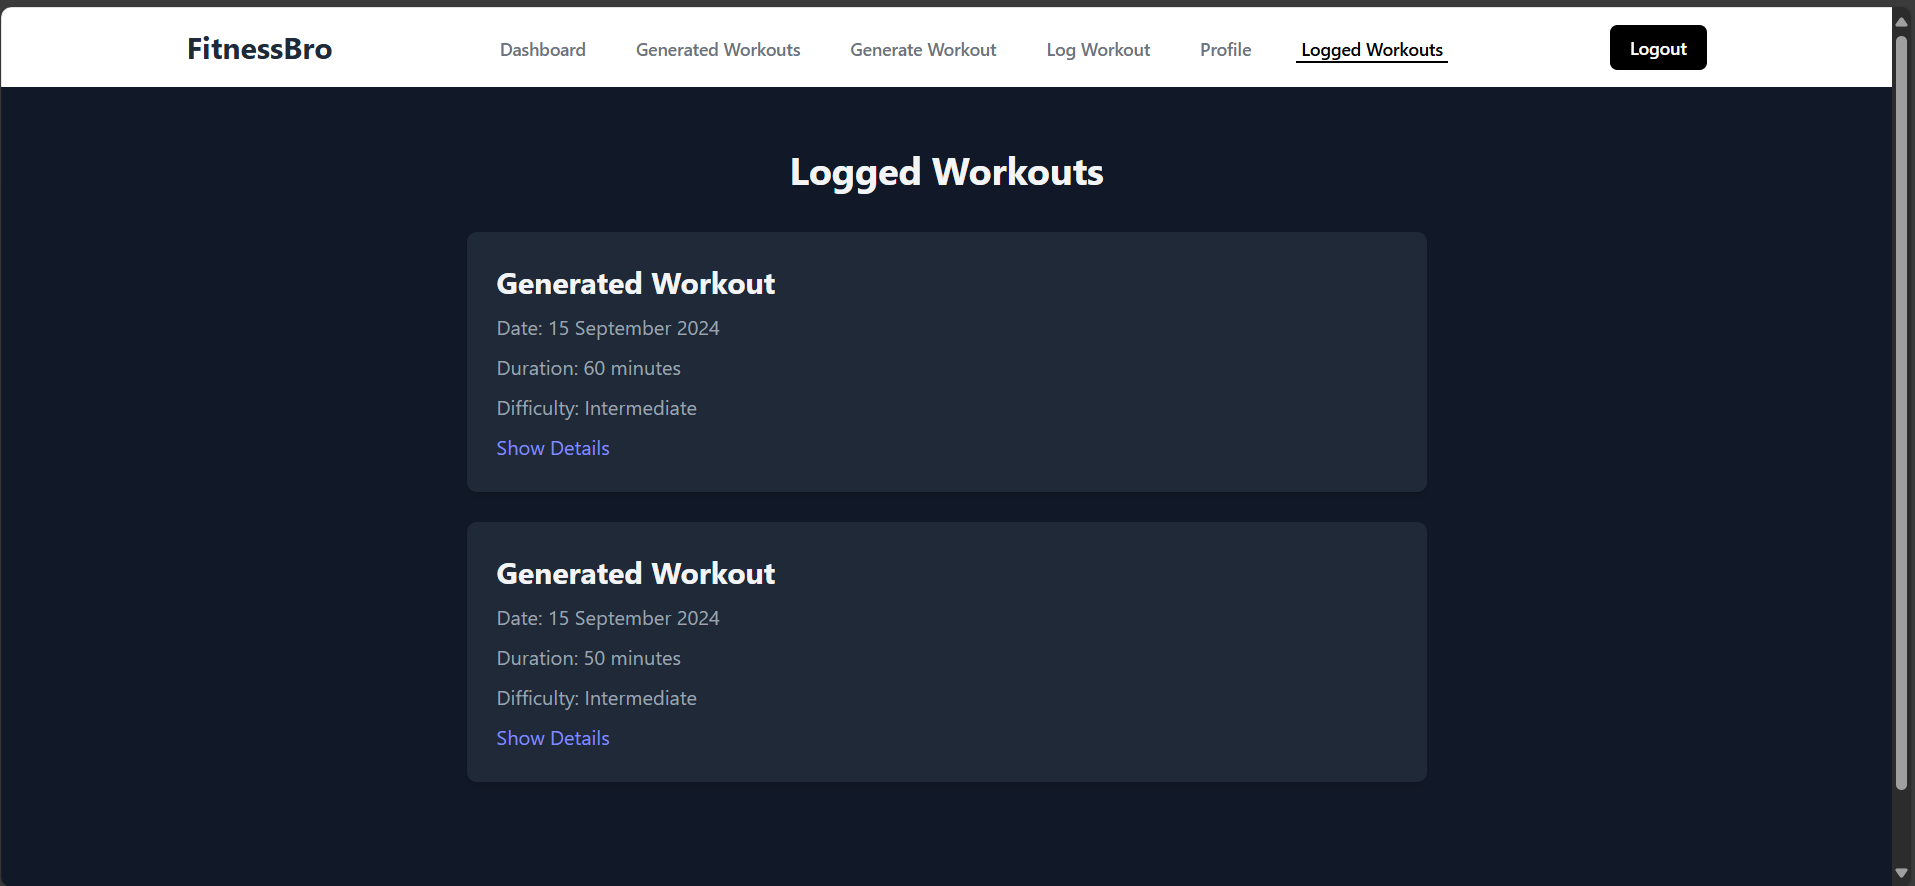 FitnessBro
Dashboard
Generated Workouts
Generate Workout
Log Workout
Profile
Logged Workouts
Logout
Logged Workouts
Generated Workout
Date: 15 September 2024
Duration: 60 minutes
Difficulty: Intermediate
Show Details
Generated Workout
Date: 15 September 2024
Duration: 50 minutes
Difficulty: Intermediate
Show Details